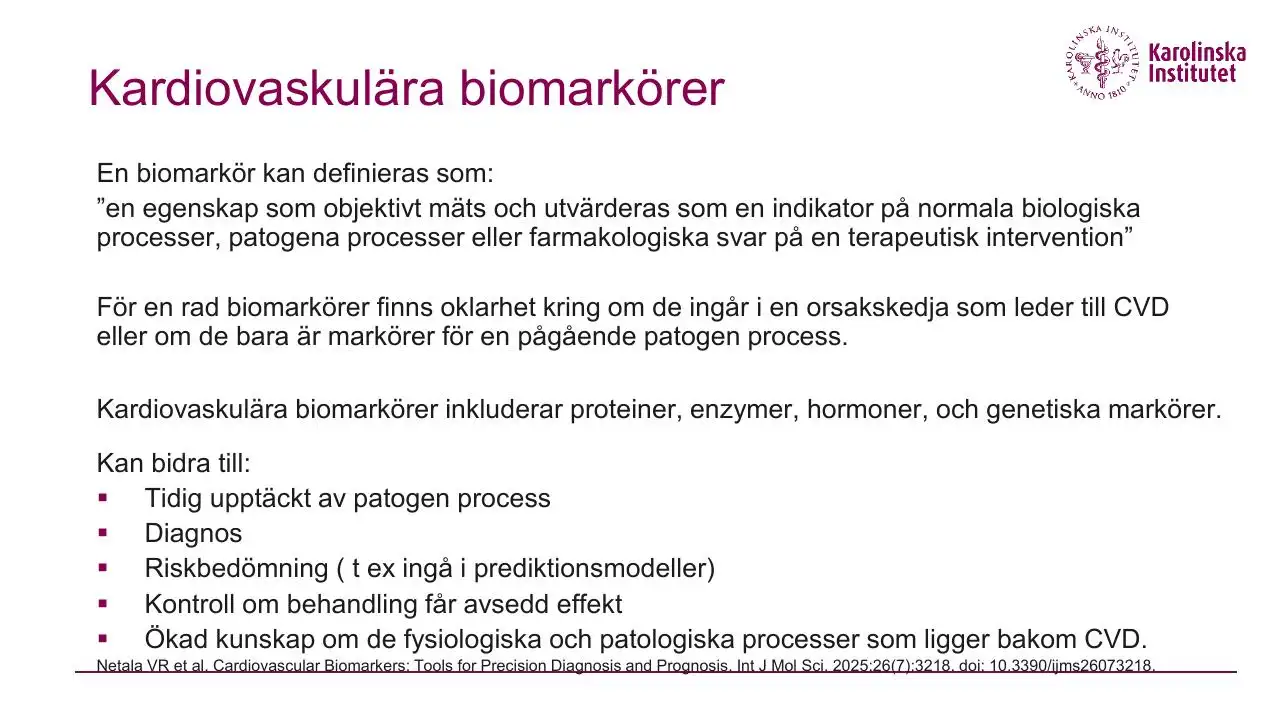 Kardiovaskulära biomarkörer
KAROLINSKA INSTITUTET
ANNO 1810
Karolinska
Institutet
En biomarkör kan definieras som:
”en egenskap som objektivt mäts och utvärderas som en indikator på normala biologiska
processer, patogena processer eller farmakologiska svar på en terapeutisk intervention”
För en rad biomarkörer finns oklarhet kring om de ingår i en orsakskedja som leder till CVD
eller om de bara är markörer för en pågående patogen process.
Kardiovaskulära biomarkörer inkluderar proteiner, enzymer, hormoner, och genetiska markörer.
Kan bidra till:
▪ Tidig upptäckt av patogen process
▪ Diagnos
▪ Riskbedömning ( t ex ingå i prediktionsmodeller)
▪ Kontroll om behandling får avsedd effekt
▪ Ökad kunskap om de fysiologiska och patologiska processer som ligger bakom CVD.
Netala VR et al. Cardiovascular Biomarkers: Tools for Precision Diagnosis and Prognosis. Int J Mol Sci. 2025;26(7):3218. doi: 10.3390/ijms26073218.